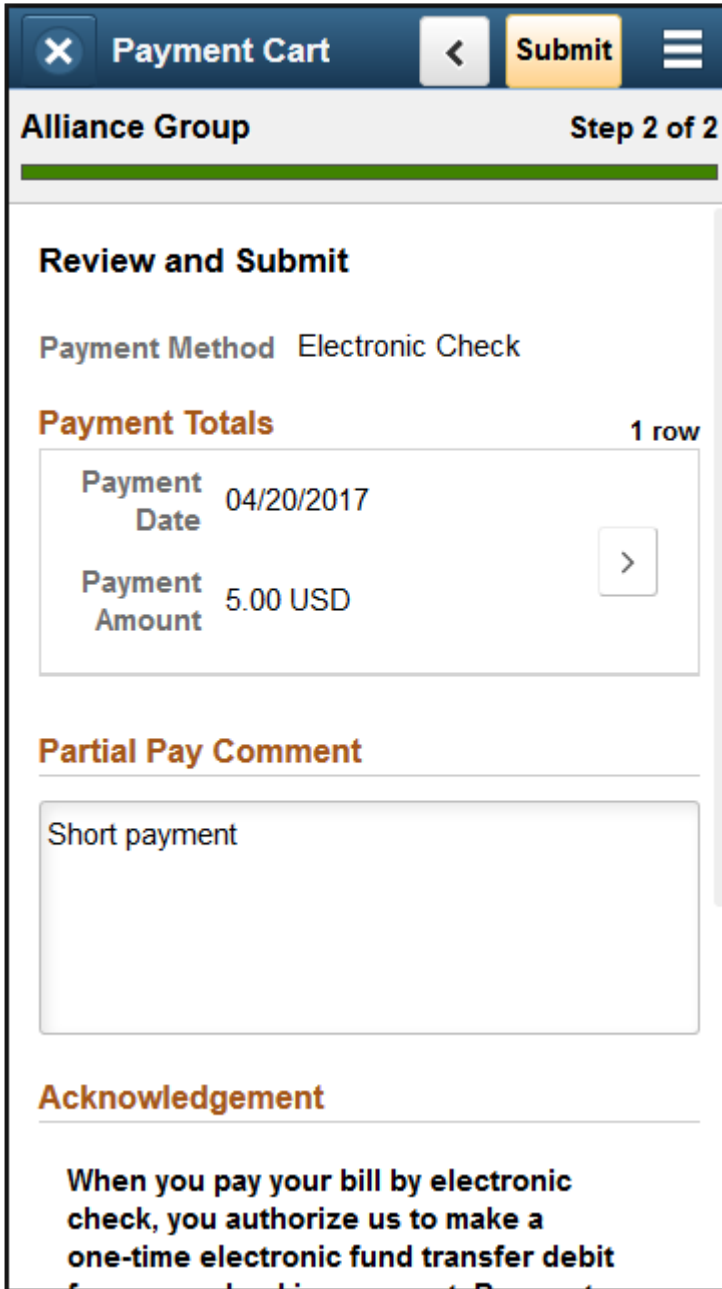 Payment Cart Submit
Alliance Group Step 2 of 2
Review and Submit
Payment Method Electronic Check
Payment Totals 1 row
Payment Date 04/20/2017
Payment Amount 5.00 USD
Partial Pay Comment
Short payment
Acknowledgement
When you pay your bill by electronic
check, you authorize us to make a
one-time electronic fund transfer debit